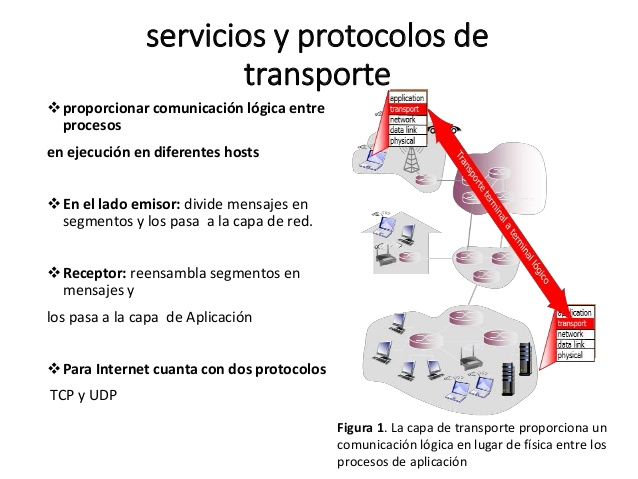 servicios y protocolos de
transporte
❖proporcionar comunicación lógica entre
procesos
en ejecución en diferentes hosts
❖En el lado emisor: divide mensajes en
segmentos y los pasa a la capa de red.
❖Receptor: reensambla segmentos en
mensajes y
los pasa a la capa de Aplicación
❖Para Internet cuanta con dos protocolos
TCP y UDP
application
transport
network
data link
physical
Transporte terminal a terminal lógico
application
transport
network
data link
physical
Figura 1. La capa de transporte proporciona un
comunicación lógica en lugar de física entre los
procesos de aplicación